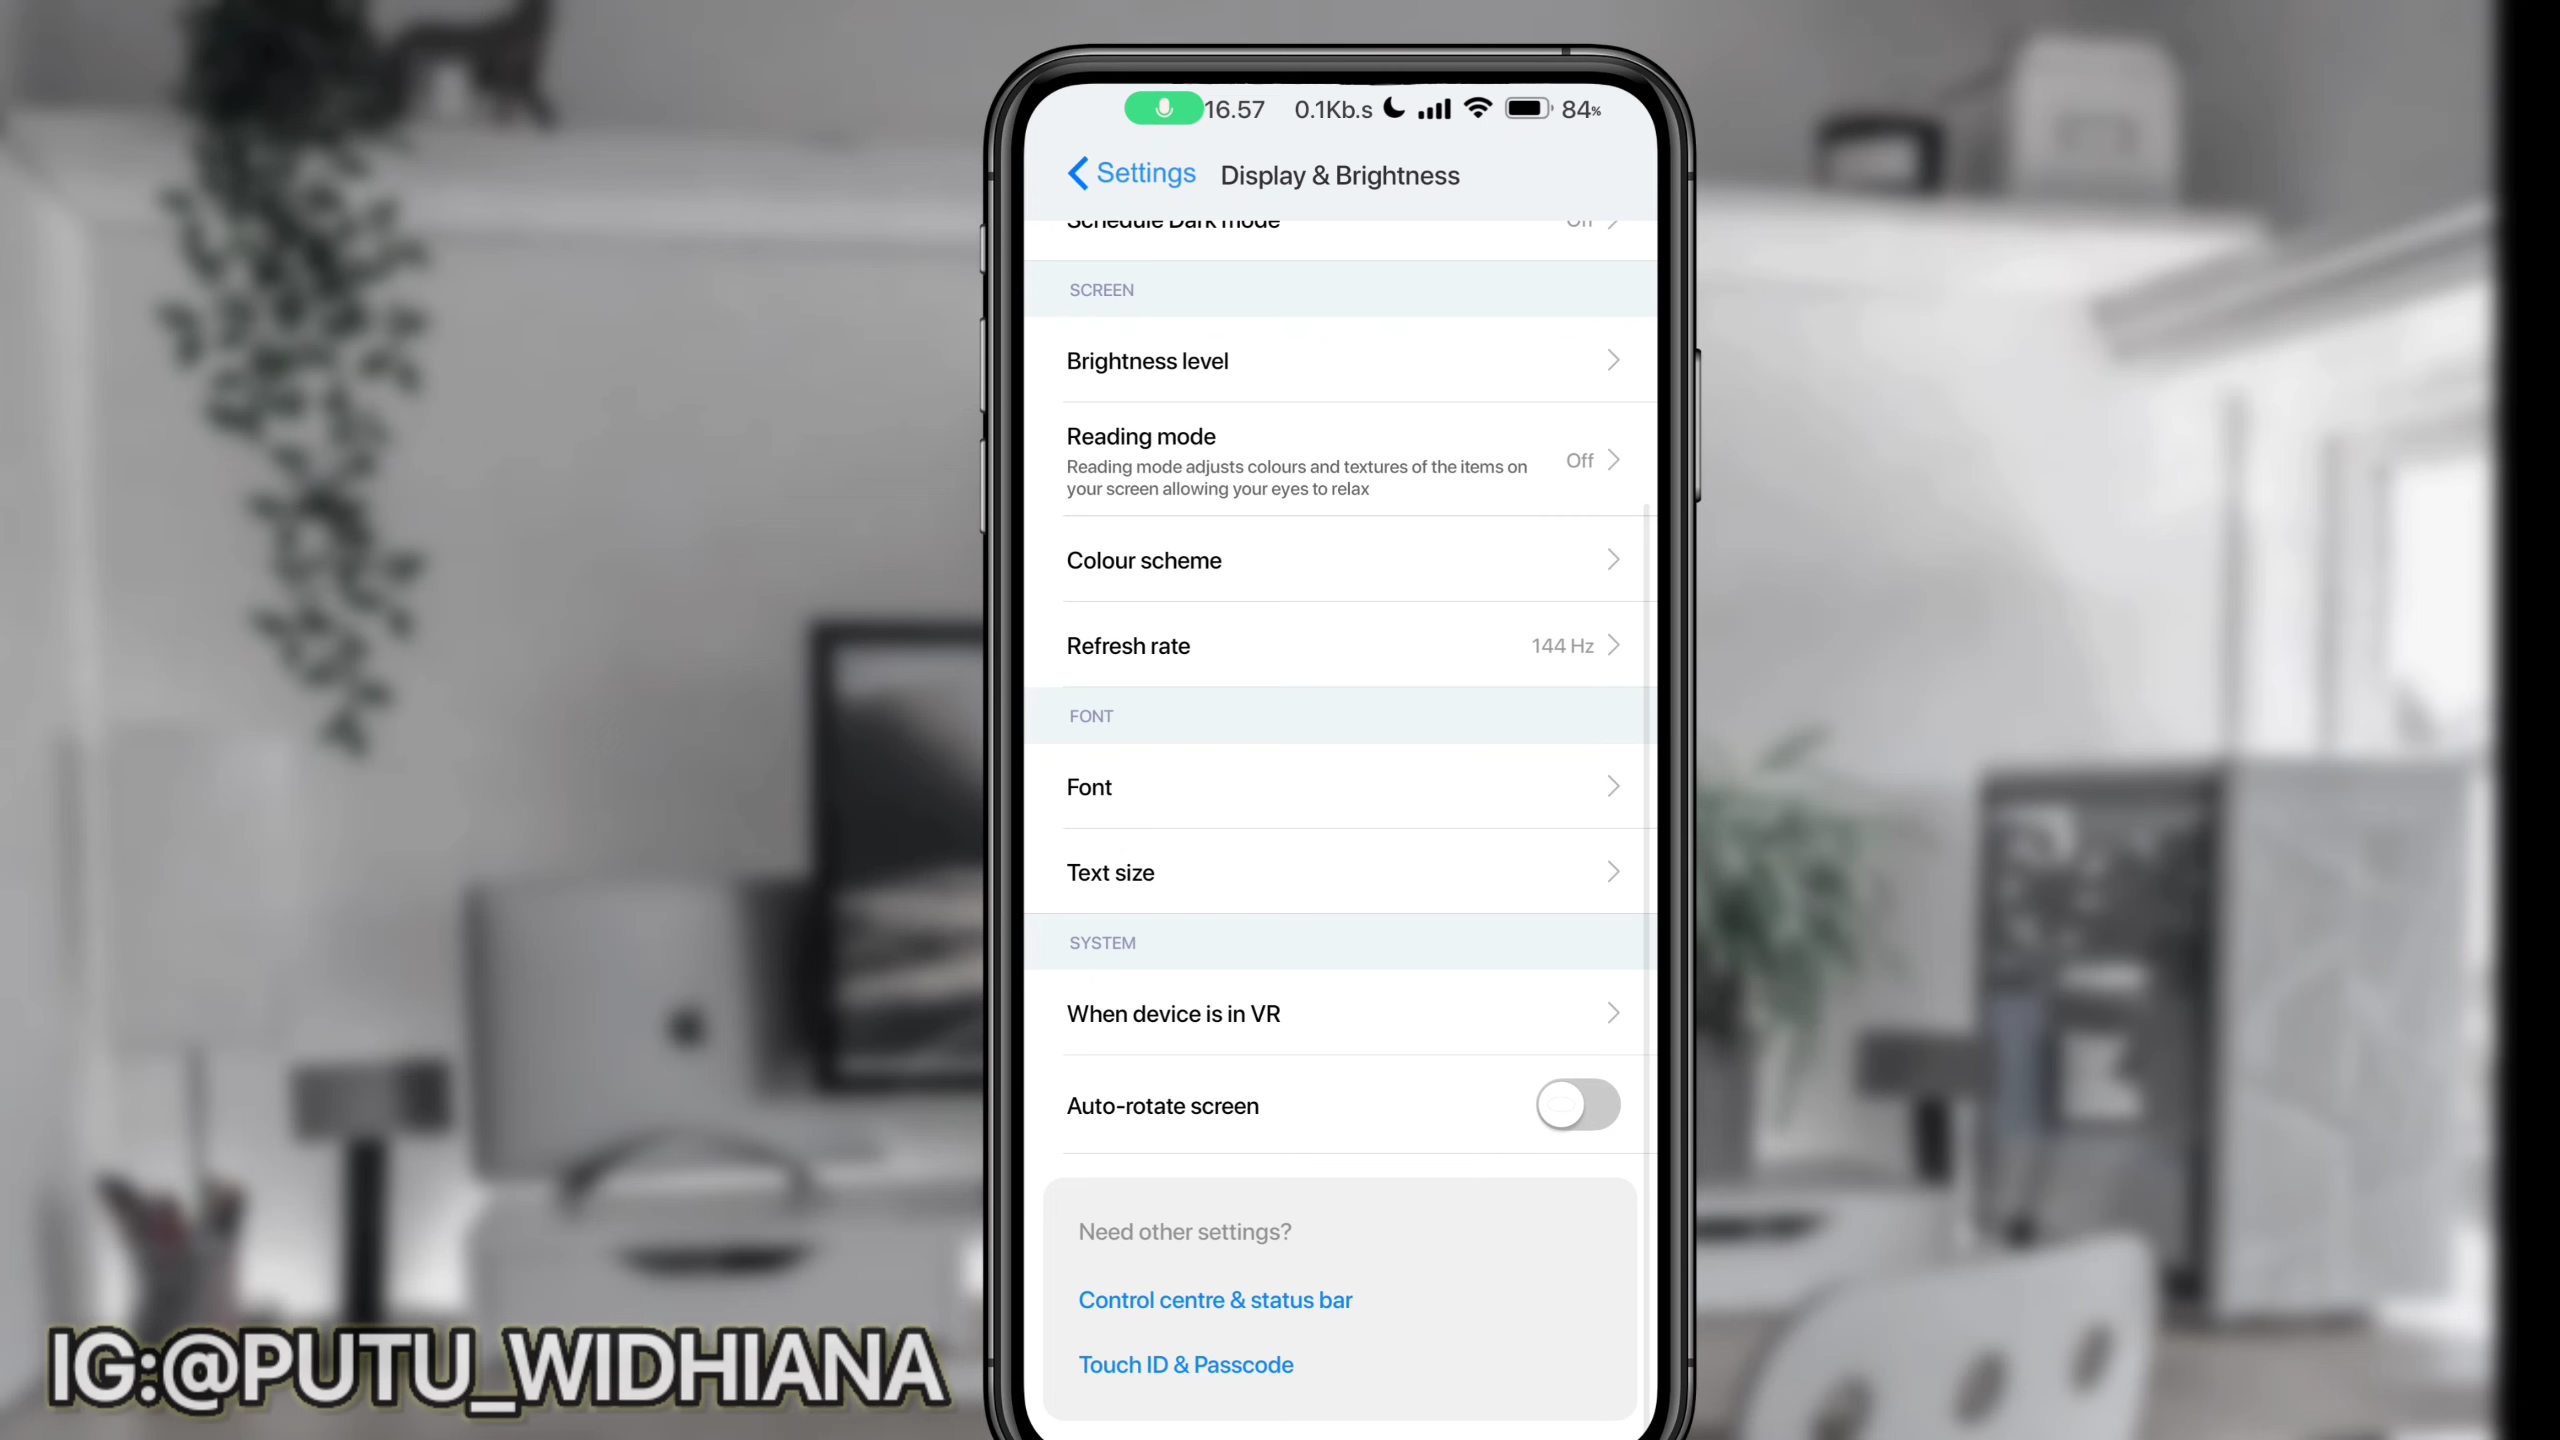 16.57 0.1Kb.s 84%
Settings Display & Brightness
Schedule Dark mode
SCREEN
Brightness level
Reading mode
Reading mode adjusts colours and textures of the items on
your screen allowing your eyes to relax
Off
Colour scheme
Refresh rate 144 Hz
FONT
Font
Text size
SYSTEM
When device is in VR
Auto-rotate screen
Need other settings?
Control centre & status bar
Touch ID & Passcode
IG:@PUTU_WIDHIANA